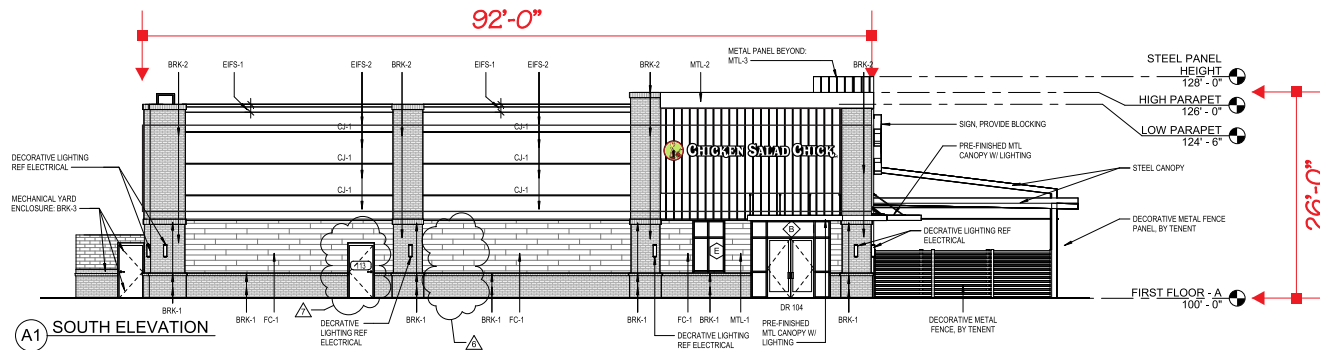 92'-0"
METAL PANEL BEYOND:
MTL-3
BRK-2
EIFS-1
EIFS-2
BRK-2
EIFS-1
EIFS-2
BRK-2
MTL-2
BRK-2
STEEL PANEL
HEIGHT
128' - 0"
HIGH PARAPET
126' - 0"
LOW PARAPET
124' - 6"
SIGN, PROVIDE BLOCKING
PRE-FINISHED MTL
CANOPY W/ LIGHTING
STEEL CANOPY
CJ-1
CJ-1
CJ-1
CJ-1
CJ-1
CJ-1
CHICKEN SALAD CHICK
DECORATIVE LIGHTING
REF ELECTRICAL
MECHANICAL YARD
ENCLOSURE: BRK-3
26'-0"
DECORATIVE METAL FENCE
PANEL, BY TENENT
DECRATIVE LIGHTING REF
ELECTRICAL
B
E
113
FIRST FLOOR - A
100' - 0"
A1
SOUTH ELEVATION
BRK-1
BRK-1
FC-1
7
DECRATIVE
LIGHTING REF
ELECTRICAL
BRK-1
6
BRK-1
FC-1
BRK-1
FC-1
BRK-1
MTL-1
DR 104
BRK-1
DECRATIVE LIGHTING
REF ELECTRICAL
PRE-FINISHED
MTL CANOPY W/
LIGHTING
DECORATIVE METAL
FENCE, BY TENENT